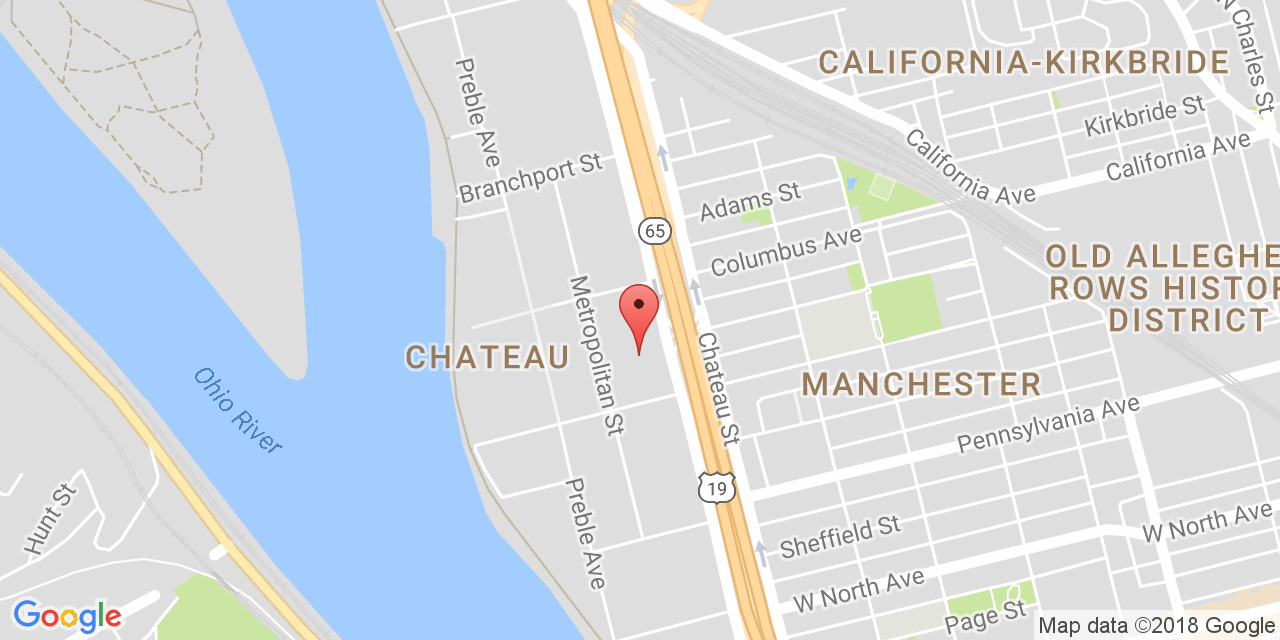 N Charles St
CALIFORNIA-KIRKBRIDE
Preble Ave
Kirkbride St
California Ave
California Ave
Branchport St
Adams St
65
Columbus Ave
OLD ALLEGHE
ROWS HISTOR
DISTRICT
Metropolitan St
CHATEAU
Chateau St
MANCHESTER
Ohio River
Pennsylvania Ave
19
Hunt St
Preble Ave
Sheffield St
W North Ave
W North Ave
Page St
Google
Map data ©2018 Google